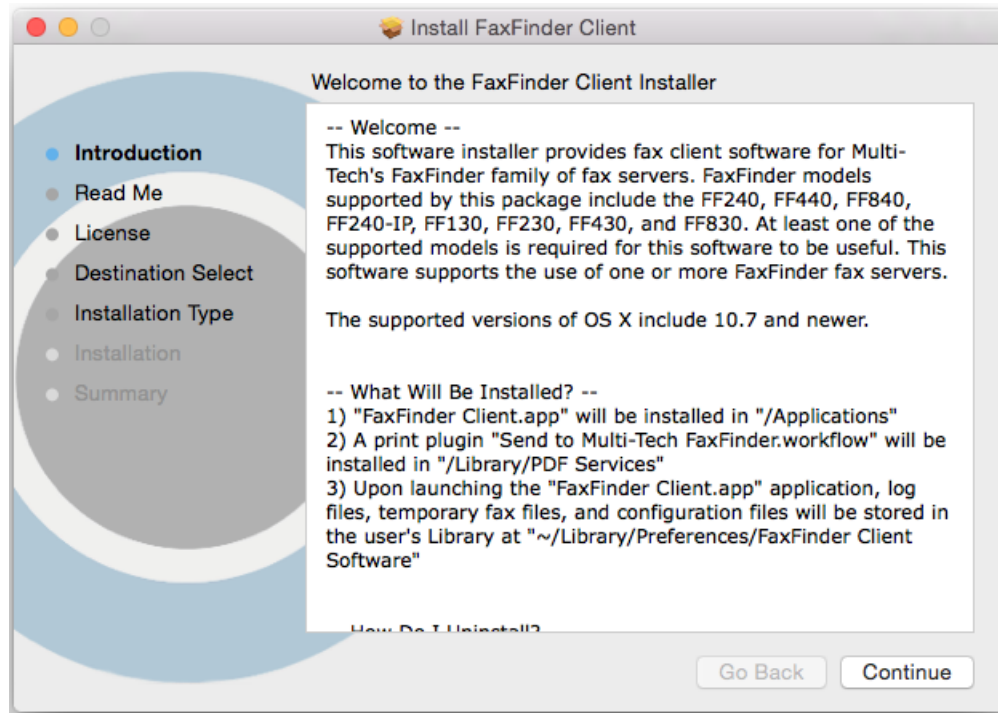 Install FaxFinder Client
Welcome to the FaxFinder Client Installer
Introduction
Read Me
License
Destination Select
Installation Type
Installation
Summary
-- Welcome --
This software installer provides fax client software for Multi-
Tech's FaxFinder family of fax servers. FaxFinder models
supported by this package include the FF240, FF440, FF840,
FF240-IP, FF130, FF230, FF430, and FF830. At least one of the
supported models is required for this software to be useful. This
software supports the use of one or more FaxFinder fax servers.
The supported versions of OS X include 10.7 and newer.
-- What Will Be Installed? --
1) "FaxFinder Client.app" will be installed in "/Applications"
2) A print plugin "Send to Multi-Tech FaxFinder.workflow" will be
installed in "/Library/PDF Services"
3) Upon launching the "FaxFinder Client.app" application, log
files, temporary fax files, and configuration files will be stored in
the user's Library at "~/Library/Preferences/FaxFinder Client
Software"
-- How Do I Uninstall?
Go Back
Continue